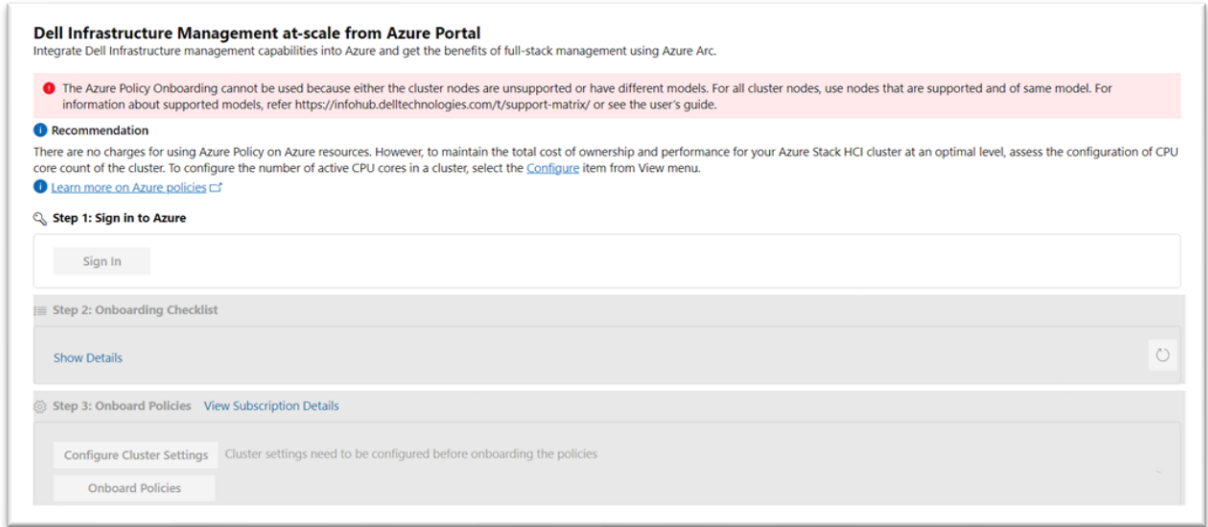 Dell Infrastructure Management at-scale from Azure Portal
Integrate Dell Infrastructure management capabilities into Azure and get the benefits of full-stack management using Azure Arc.
The Azure Policy Onboarding cannot be used because either the cluster nodes are unsupported or have different models. For all cluster nodes, use nodes that are supported and of same model. For
information about supported models, refer https://infohub.delltechnologies.com/t/support-matrix/ or see the user's guide.
Recommendation
There are no charges for using Azure Policy on Azure resources. However, to maintain the total cost of ownership and performance for your Azure Stack HCI cluster at an optimal level, assess the configuration of CPU
core count of the cluster. To configure the number of active CPU cores in a cluster, select the Configure item from View menu.
Learn more on Azure policies
Step 1: Sign in to Azure
Sign In
Step 2: Onboarding Checklist
Show Details
Step 3: Onboard Policies View Subscription Details
Configure Cluster Settings Cluster settings need to be configured before onboarding the policies
Onboard Policies